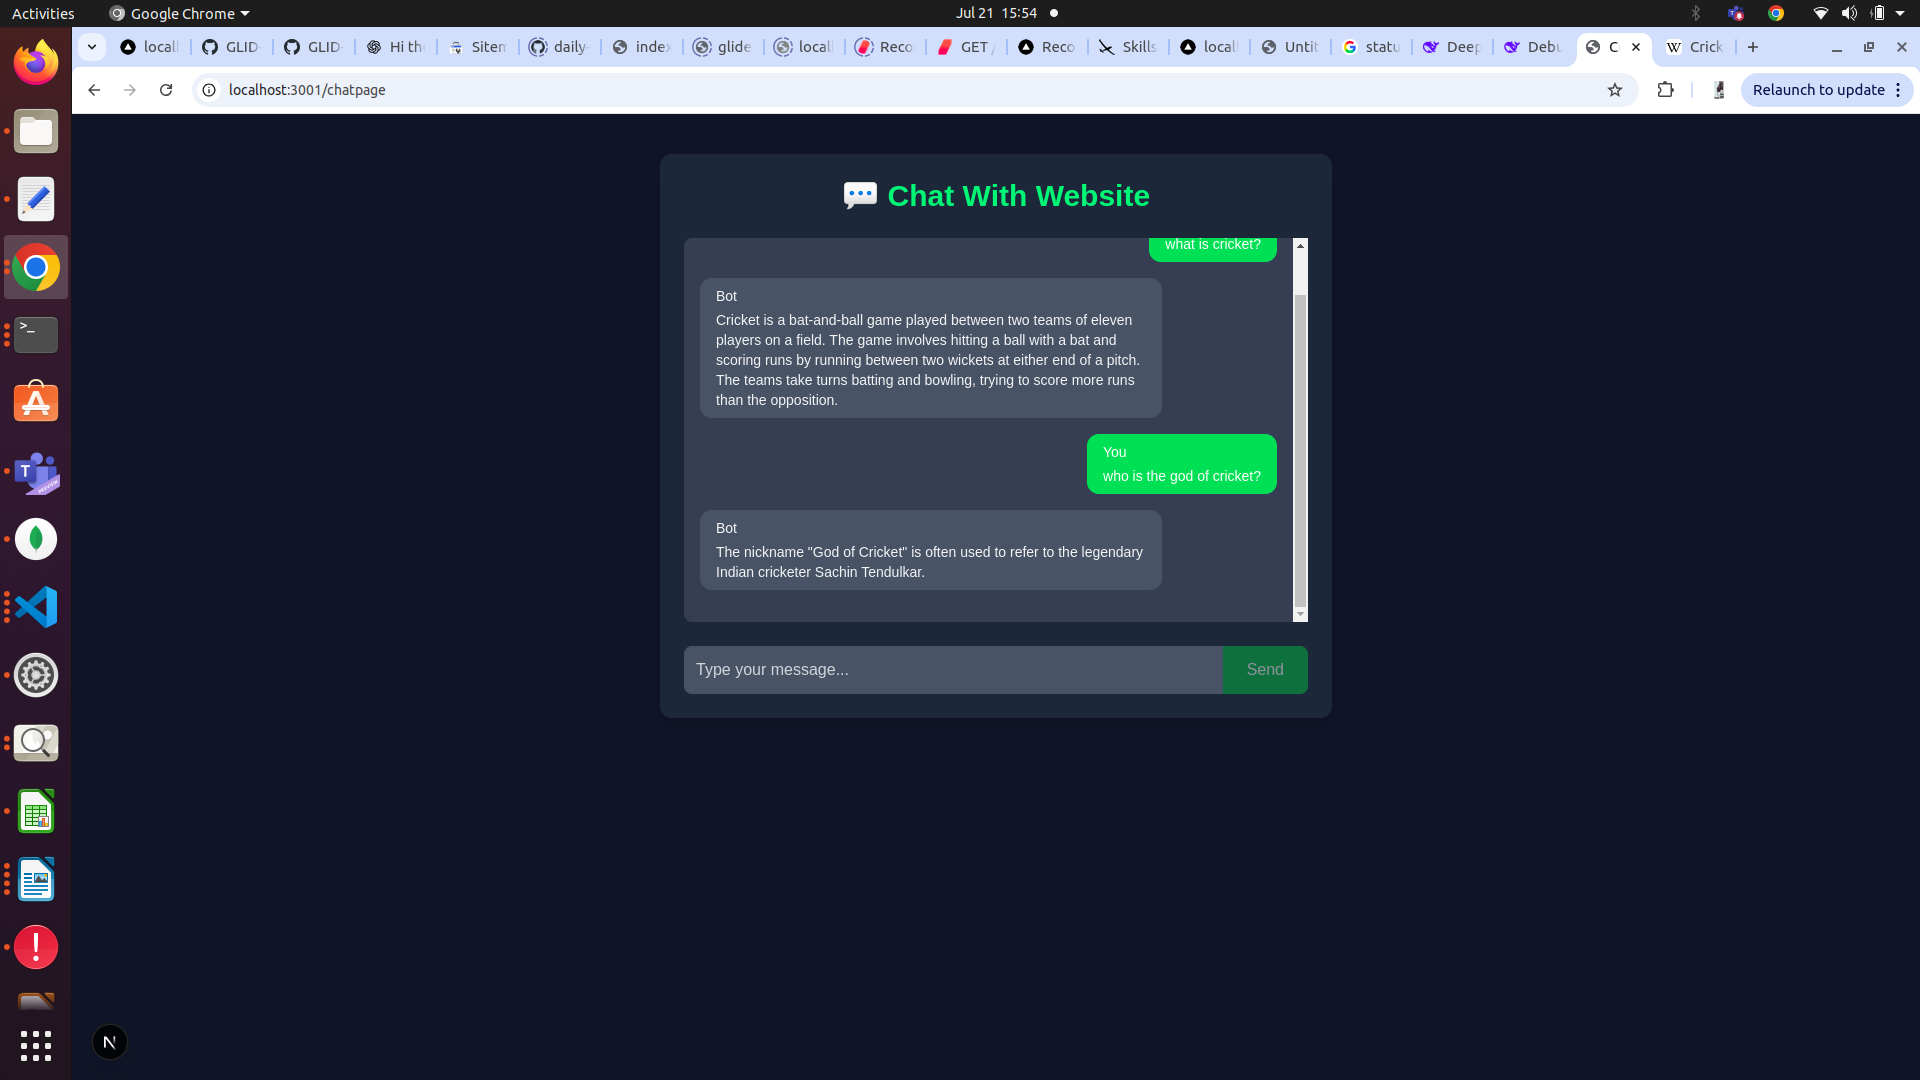 Activities
Google Chrome
Jul 21 15:54
locall
GLID-
GLID-
Hi the
Sitem
daily-
index
glide
locall
Reco
GET /
Reco
Skills
locall
Untit
statu
Deep
Debu
C
Crick
localhost:3001/chatpage
Relaunch to update
Chat With Website
what is cricket?
Bot
Cricket is a bat-and-ball game played between two teams of eleven
players on a field. The game involves hitting a ball with a bat and
scoring runs by running between two wickets at either end of a pitch.
The teams take turns batting and bowling, trying to score more runs
than the opposition.
You
who is the god of cricket?
Bot
The nickname "God of Cricket" is often used to refer to the legendary
Indian cricketer Sachin Tendulkar.
Type your message...
Send